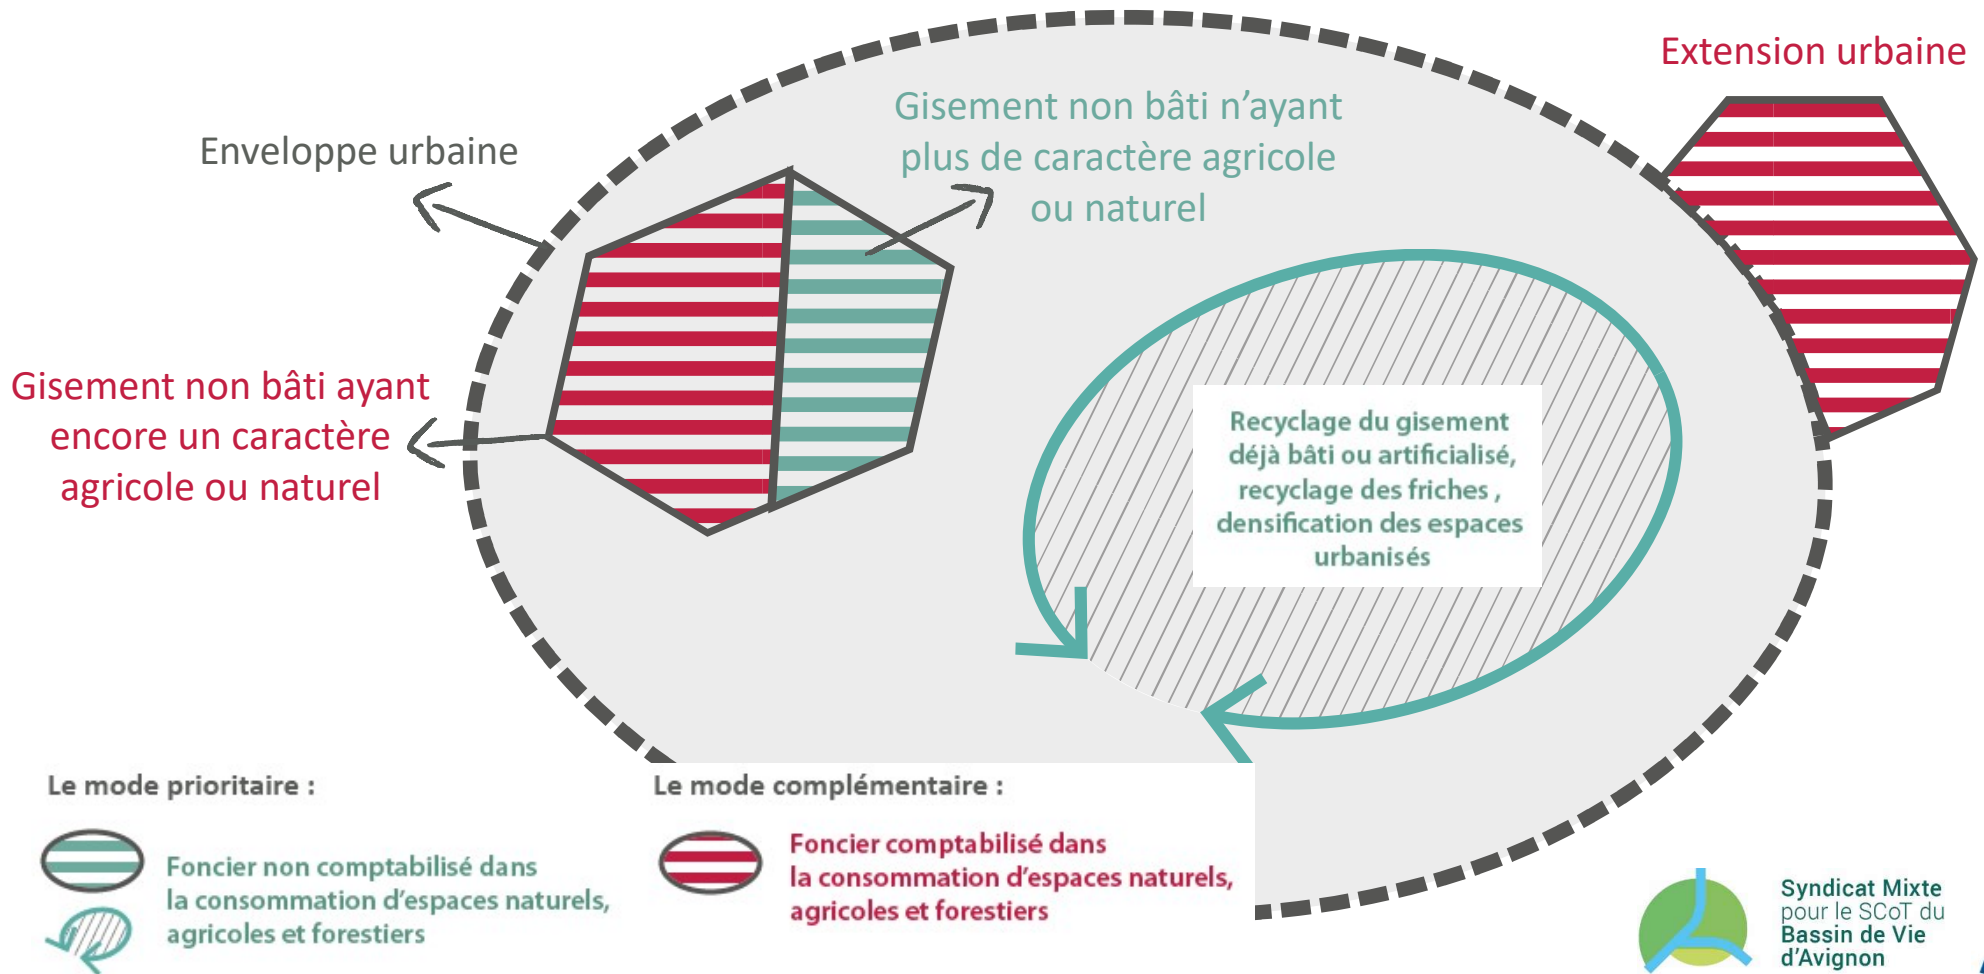 Extension urbaine
Gisement non bâti n'ayant
plus de caractère agricole
ou naturel
Enveloppe urbaine
Gisement non bâti ayant
encore un caractère
agricole ou naturel
Recyclage du gisement
déjà bâti ou artificialisé,
recyclage des friches ,
densification des espaces
urbanisés
Le mode prioritaire :
Foncier non comptabilisé dans
la consommation d'espaces naturels,
agricoles et forestiers
Le mode complémentaire :
Foncier comptabilisé dans
la consommation d'espaces naturels,
agricoles et forestiers
Syndicat Mixte
pour le SCoT du
Bassin de Vie
d'Avignon